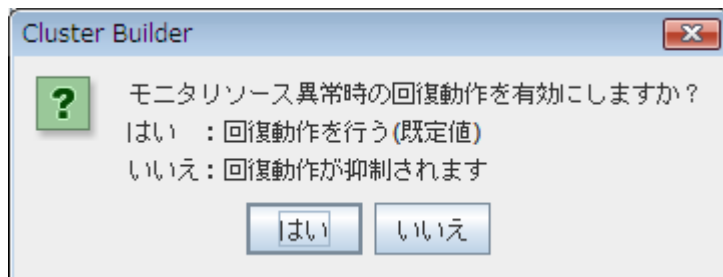 Cluster Builder
モニタリソース異常時の回復動作を有効にしますか？
はい ：回復動作を行う(既定値)
いいえ：回復動作が抑制されます
はい いいえ